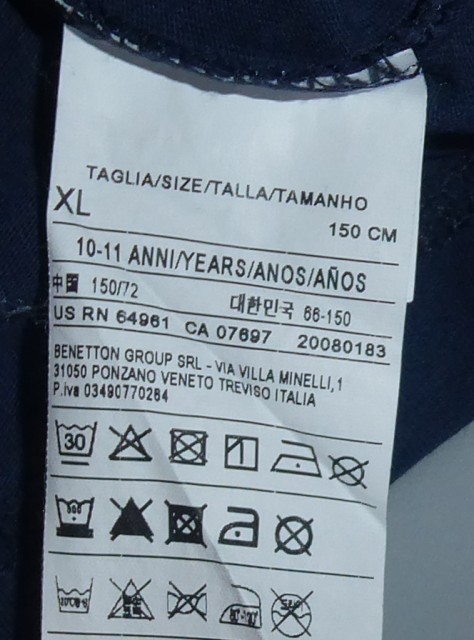 TAGLIA/SIZE/TALLA/TAMANHO
XL
150 CM
10-11 ANNI/YEARS/ANOS/AÑOS
中國 150/72 대한민국 66-150
US RN 64961 CA 07697 20080183
BENETTON GROUP SRL - VIA VILLA MINELLI,1
31050 PONZANO VENETO TREVISO ITALIA
P.iva 03490770264
30